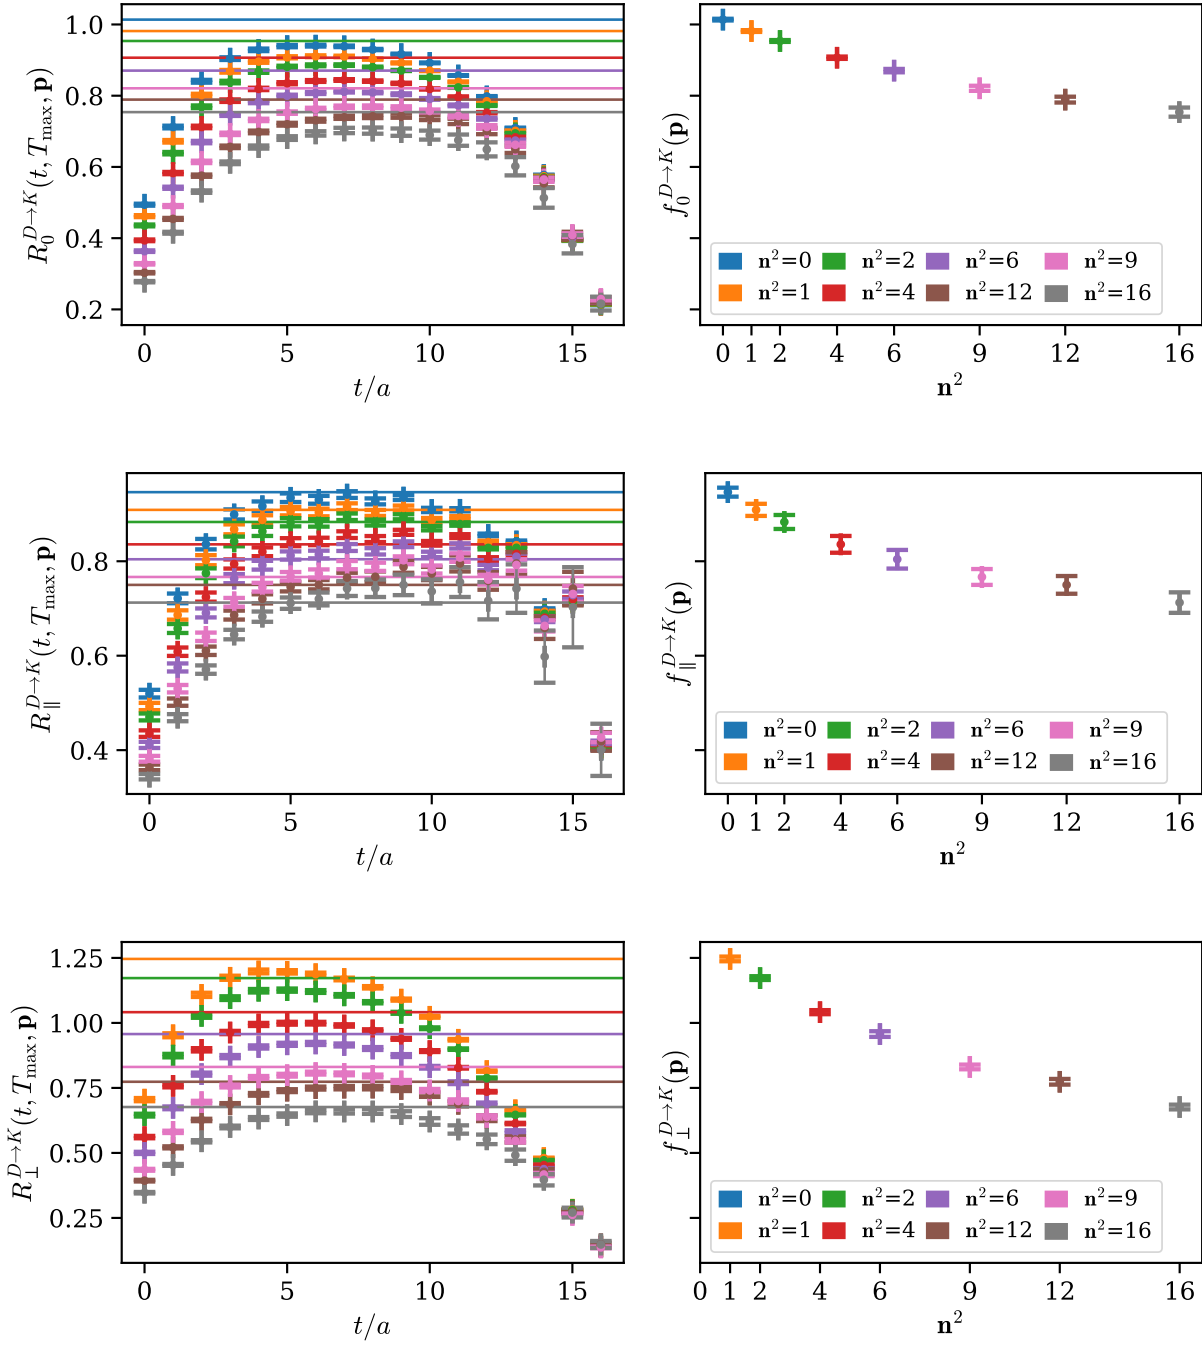 1.0
0.8
0.6
0.4
0.2
R_0^{D→K}(t, T_max, p)
0 5 10 15
t/a
f_0^{D→K}(p)
n²=0 n²=2 n²=6 n²=9
n²=1 n²=4 n²=12 n²=16
0 1 2 4 6 9 12 16
n²
0.8
0.6
0.4
R_∥^{D→K}(t, T_max, p)
0 5 10 15
t/a
f_∥^{D→K}(p)
n²=0 n²=2 n²=6 n²=9
n²=1 n²=4 n²=12 n²=16
0 1 2 4 6 9 12 16
n²
1.25
1.00
0.75
0.50
0.25
R_⊥^{D→K}(t, T_max, p)
0 5 10 15
t/a
f_⊥^{D→K}(p)
n²=0 n²=2 n²=6 n²=9
n²=1 n²=4 n²=12 n²=16
0 1 2 4 6 9 12 16
n²